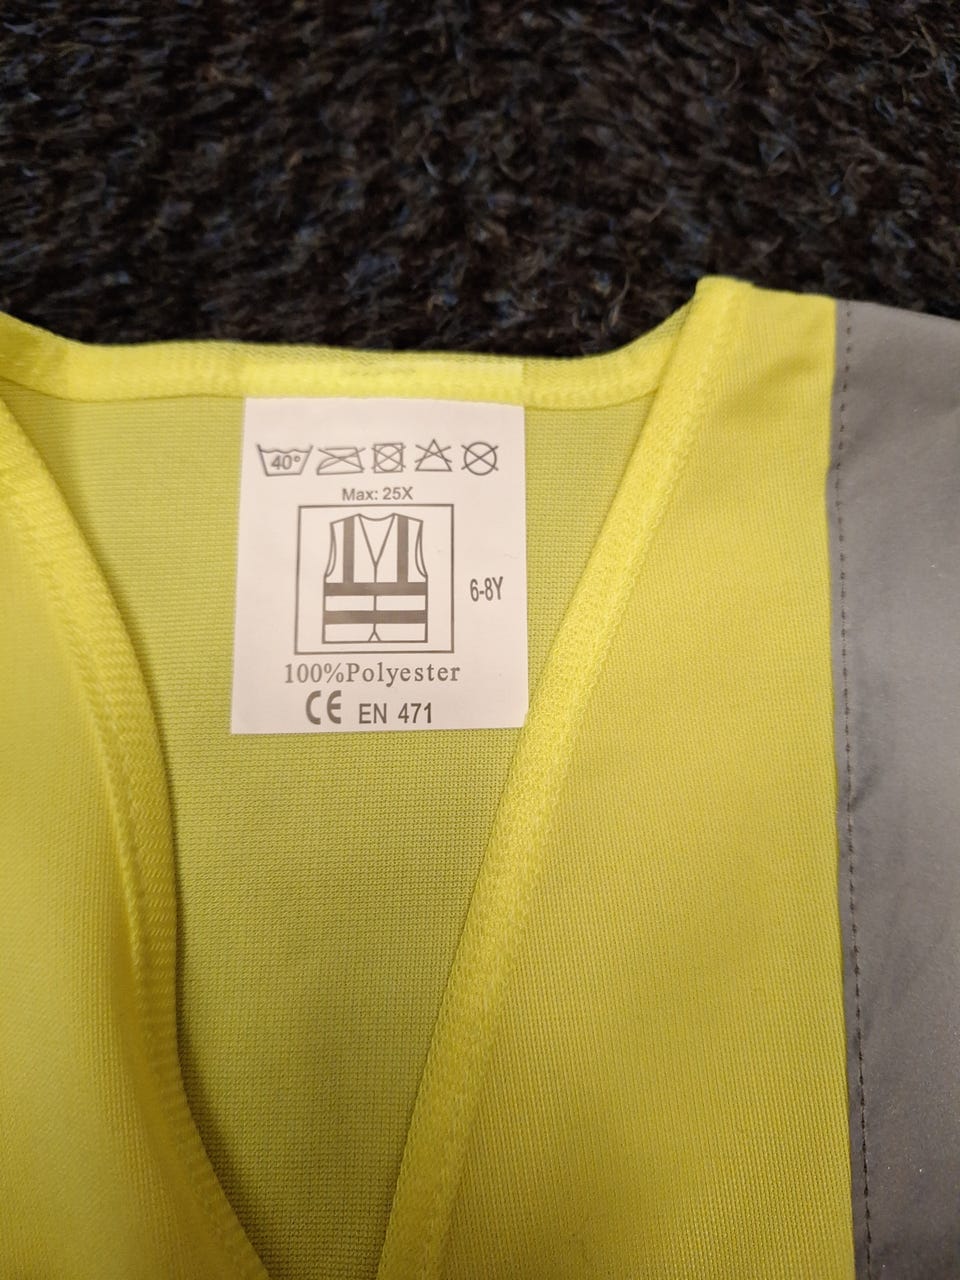 40°
Max: 25X
6-8Y
100%Polyester
CE EN 471